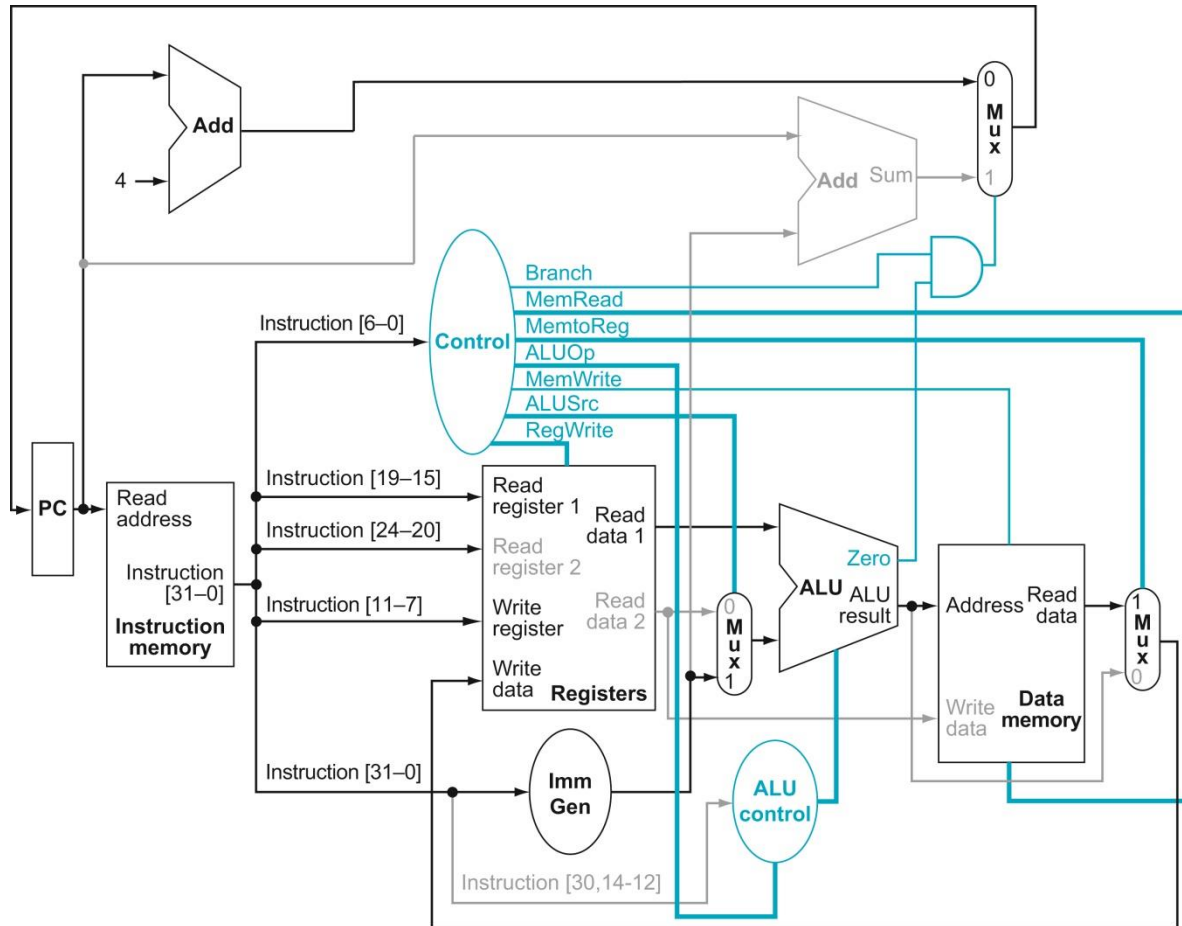 Add
4
0
Mux
1
Add
Sum
Branch
MemRead
MemtoReg
ALUOp
MemWrite
ALUSrc
RegWrite
Control
Instruction [6–0]
PC
Read
address
Instruction
[31–0]
Instruction
memory
Instruction [19–15]
Instruction [24–20]
Instruction [11–7]
Instruction [31–0]
Read
register 1
Read
register 2
Write
register
Write
data
Read
data 1
Read
data 2
Registers
0
Mux
1
Zero
ALU
ALU
result
Address
Read
data
Write
data
Data
memory
1
Mux
0
Imm
Gen
ALU
control
Instruction [30,14-12]